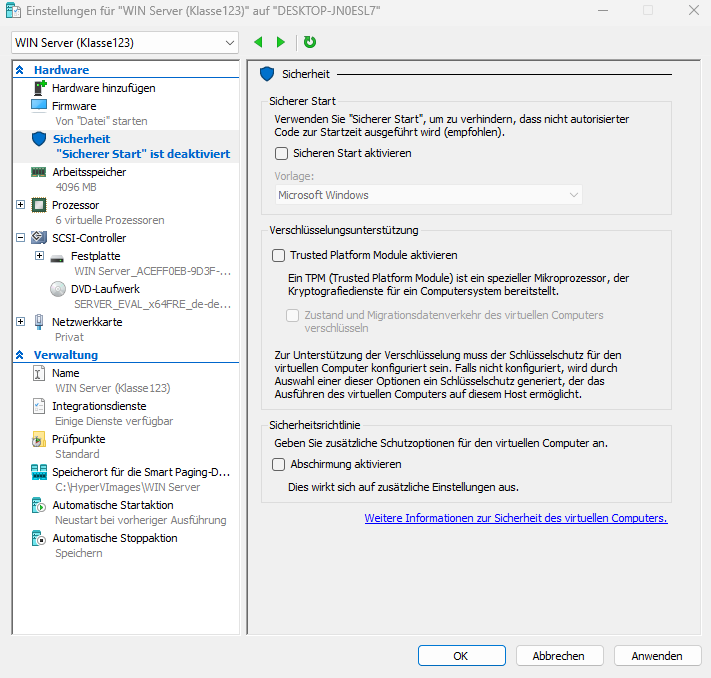 Einstellungen für "WIN Server (Klasse123)" auf "DESKTOP-JN0ESL7"
WIN Server (Klasse123)
Hardware
Hardware hinzufügen
Firmware
Von "Datei" starten
Sicherheit
"Sicherer Start" ist deaktiviert
Arbeitsspeicher
4096 MB
Prozessor
6 virtuelle Prozessoren
SCSI-Controller
Festplatte
WIN Server_ACEFF0EB-9D3F-...
DVD-Laufwerk
SERVER_EVAL_x64FRE_de-de...
Netzwerkkarte
Privat
Verwaltung
Name
WIN Server (Klasse123)
Integrationsdienste
Einige Dienste verfügbar
Prüfpunkte
Standard
Speicherort für die Smart Paging-D...
C:\HyperVImages\WIN Server
Automatische Startaktion
Neustart bei vorheriger Ausführung
Automatische Stoppaktion
Speichern
Sicherheit
Sicherer Start
Verwenden Sie "Sicherer Start", um zu verhindern, dass nicht autorisierter
Code zur Startzeit ausgeführt wird (empfohlen).
Sicheren Start aktivieren
Vorlage:
Microsoft Windows
Verschlüsselungsunterstützung
Trusted Platform Module aktivieren
Ein TPM (Trusted Platform Module) ist ein spezieller Mikroprozessor, der
Kryptografiedienste für ein Computersystem bereitstellt.
Zustand und Migrationsdatenverkehr des virtuellen Computers
verschlüsseln
Zur Unterstützung der Verschlüsselung muss der Schlüsselschutz für den
virtuellen Computer konfiguriert sein. Falls nicht konfiguriert, wird durch
Auswahl einer dieser Optionen ein Schlüsselschutz generiert, der das
Ausführen des virtuellen Computers auf diesem Host ermöglicht.
Sicherheitsrichtlinie
Geben Sie zusätzliche Schutzoptionen für den virtuellen Computer an.
Abschirmung aktivieren
Dies wirkt sich auf zusätzliche Einstellungen aus.
Weitere Informationen zur Sicherheit des virtuellen Computers.
OK
Abbrechen
Anwenden